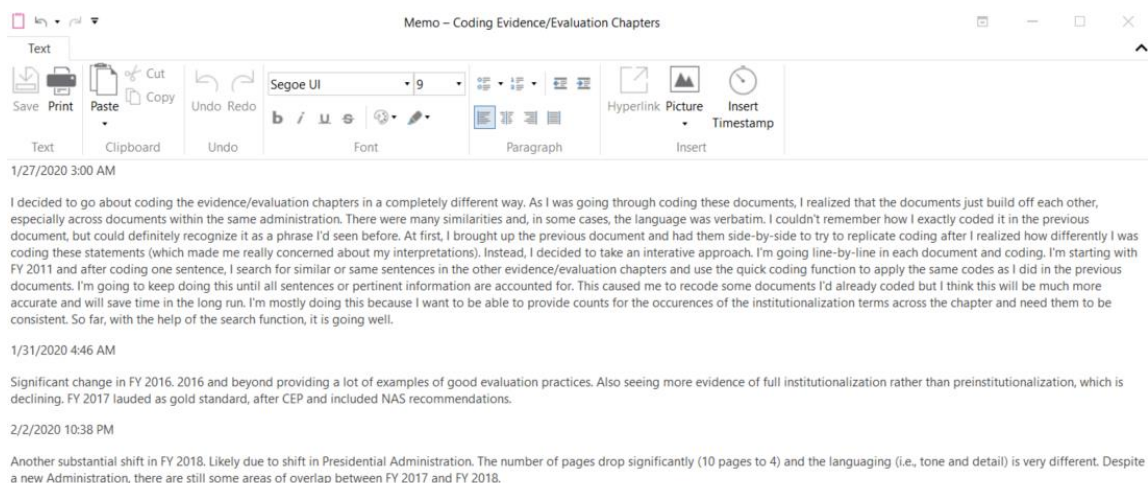 Memo – Coding Evidence/Evaluation Chapters
Text
Save Print Paste Cut Copy Undo Redo Segoe UI 9 Hyperlink Picture Insert Timestamp
b i u s
Text Clipboard Undo Font Paragraph Insert
1/27/2020 3:00 AM
I decided to go about coding the evidence/evaluation chapters in a completely different way. As I was going through coding these documents, I realized that the documents just build off each other,
especially across documents within the same administration. There were many similarities and, in some cases, the language was verbatim. I couldn't remember how I exactly coded it in the previous
document, but could definitely recognize it as a phrase I'd seen before. At first, I brought up the previous document and had them side-by-side to try to replicate coding after I realized how differently I was
coding these statements (which made me really concerned about my interpretations). Instead, I decided to take an interative approach. I'm going line-by-line in each document and coding. I'm starting with
FY 2011 and after coding one sentence, I search for similar or same sentences in the other evidence/evaluation chapters and use the quick coding function to apply the same codes as I did in the previous
documents. I'm going to keep doing this until all sentences or pertinent information are accounted for. This caused me to recode some documents I'd already coded but I think this will be much more
accurate and will save time in the long run. I'm mostly doing this because I want to be able to provide counts for the occurences of the institutionalization terms across the chapter and need them to be
consistent. So far, with the help of the search function, it is going well.
1/31/2020 4:46 AM
Significant change in FY 2016. 2016 and beyond providing a lot of examples of good evaluation practices. Also seeing more evidence of full institutionalization rather than preinstitutionalization, which is
declining. FY 2017 lauded as gold standard, after CEP and included NAS recommendations.
2/2/2020 10:38 PM
Another substantial shift in FY 2018. Likely due to shift in Presidential Administration. The number of pages drop significantly (10 pages to 4) and the languaging (i.e., tone and detail) is very different. Despite
a new Administration, there are still some areas of overlap between FY 2017 and FY 2018.